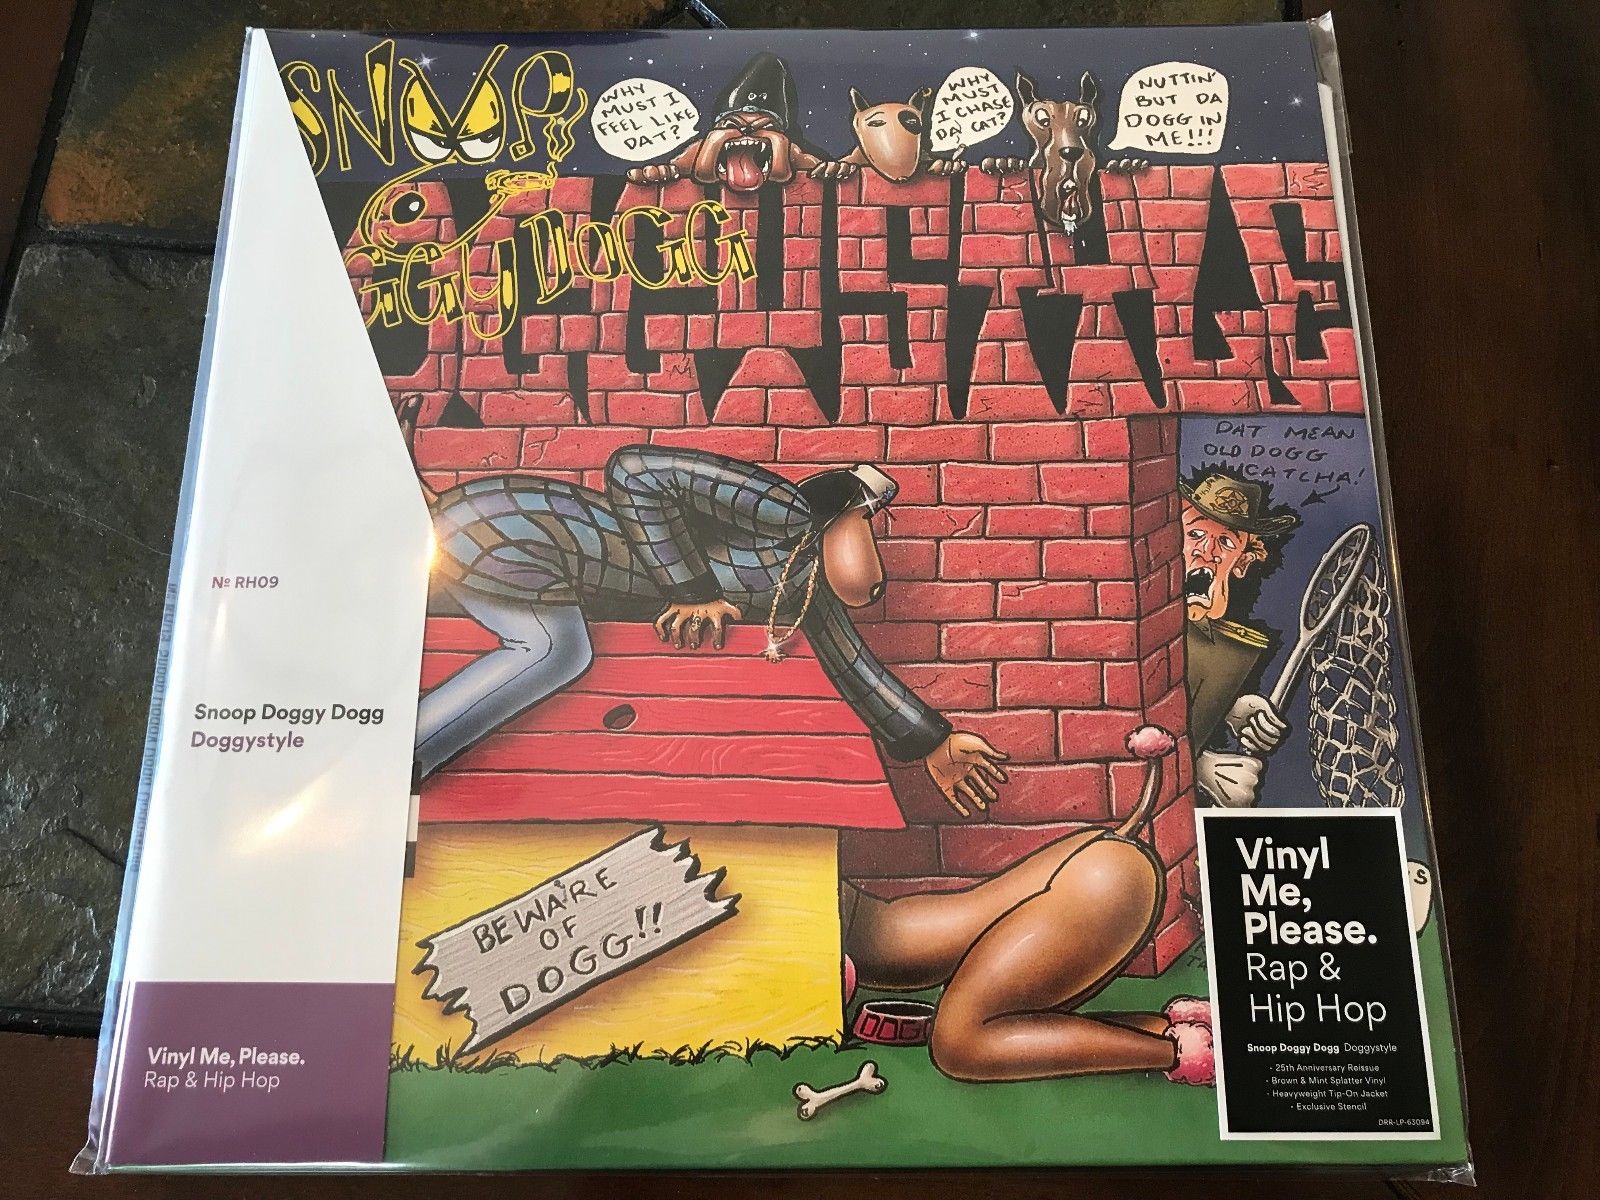 SNOOP
GGYDOGG
WHY
MUST I
FEEL LIKE
DAT?
WHY
MUST
I CHASE
DA CAT?
NUTTIN'
BUT DA
DOGG IN
ME!!!
DAT MEAN
OLD DOGG
CATCHA!
№ RH09
Snoop Doggy Dogg
Doggystyle
BEWARE
OF
DOGG!!
DOGG
Vinyl Me, Please.
Rap & Hip Hop
Vinyl
Me,
Please.
Rap &
Hip Hop
Snoop Doggy Dogg Doggystyle
• 25th Anniversary Reissue
• Brown & Mint Splatter Vinyl
• Heavyweight Tip-On Jacket
• Exclusive Stencil
DRR-LP-63094